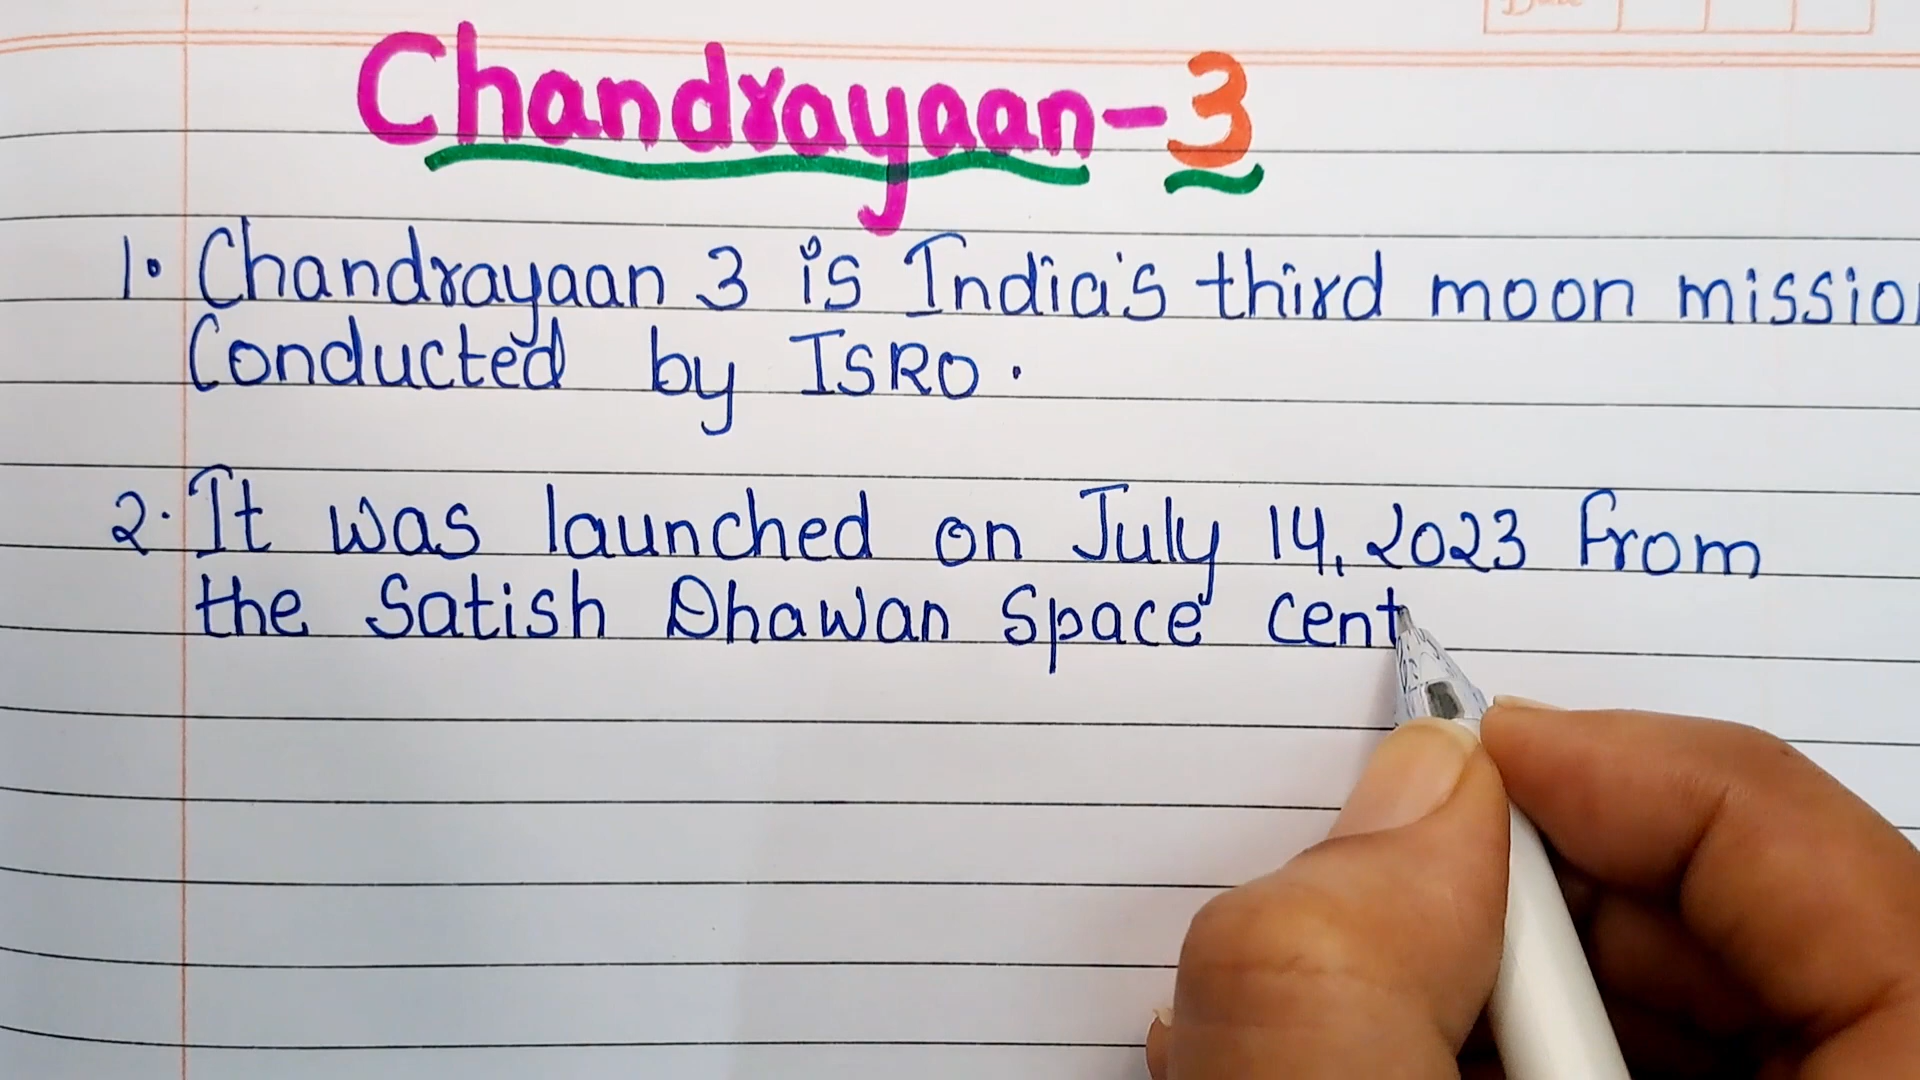 Date
Chandrayaan-3
1. Chandrayaan 3 is India's third moon missio
Conducted by ISRO.
2. It was launched on July 14, 2023 from
the Satish Dhawan Space Cent